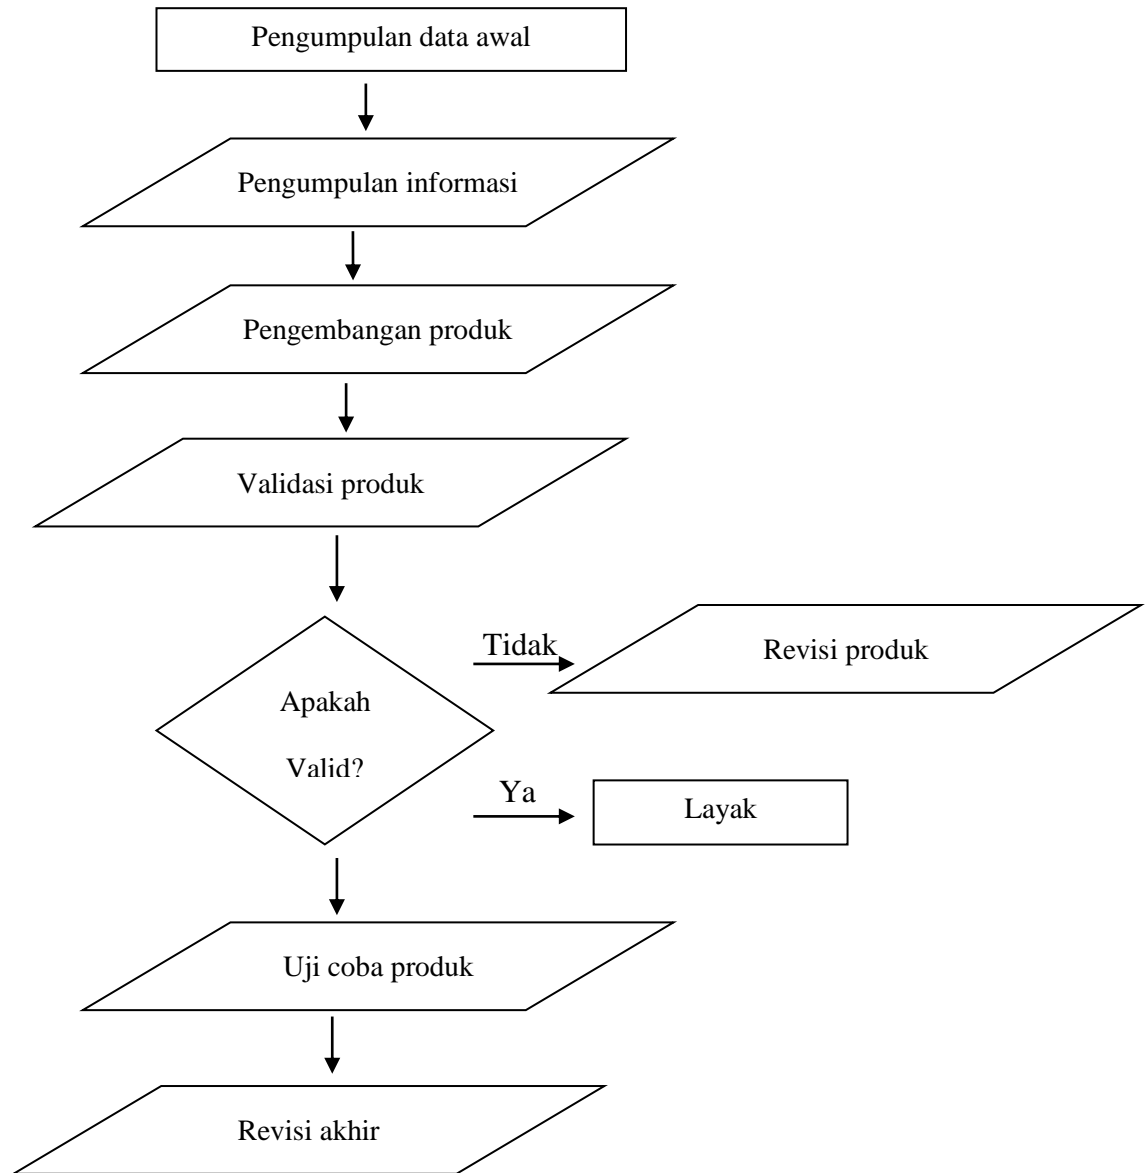 Pengumpulan data awal
Pengumpulan informasi
Pengembangan produk
Validasi produk
Tidak
Revisi produk
Apakah
Valid?
Ya
Layak
Uji coba produk
Revisi akhir